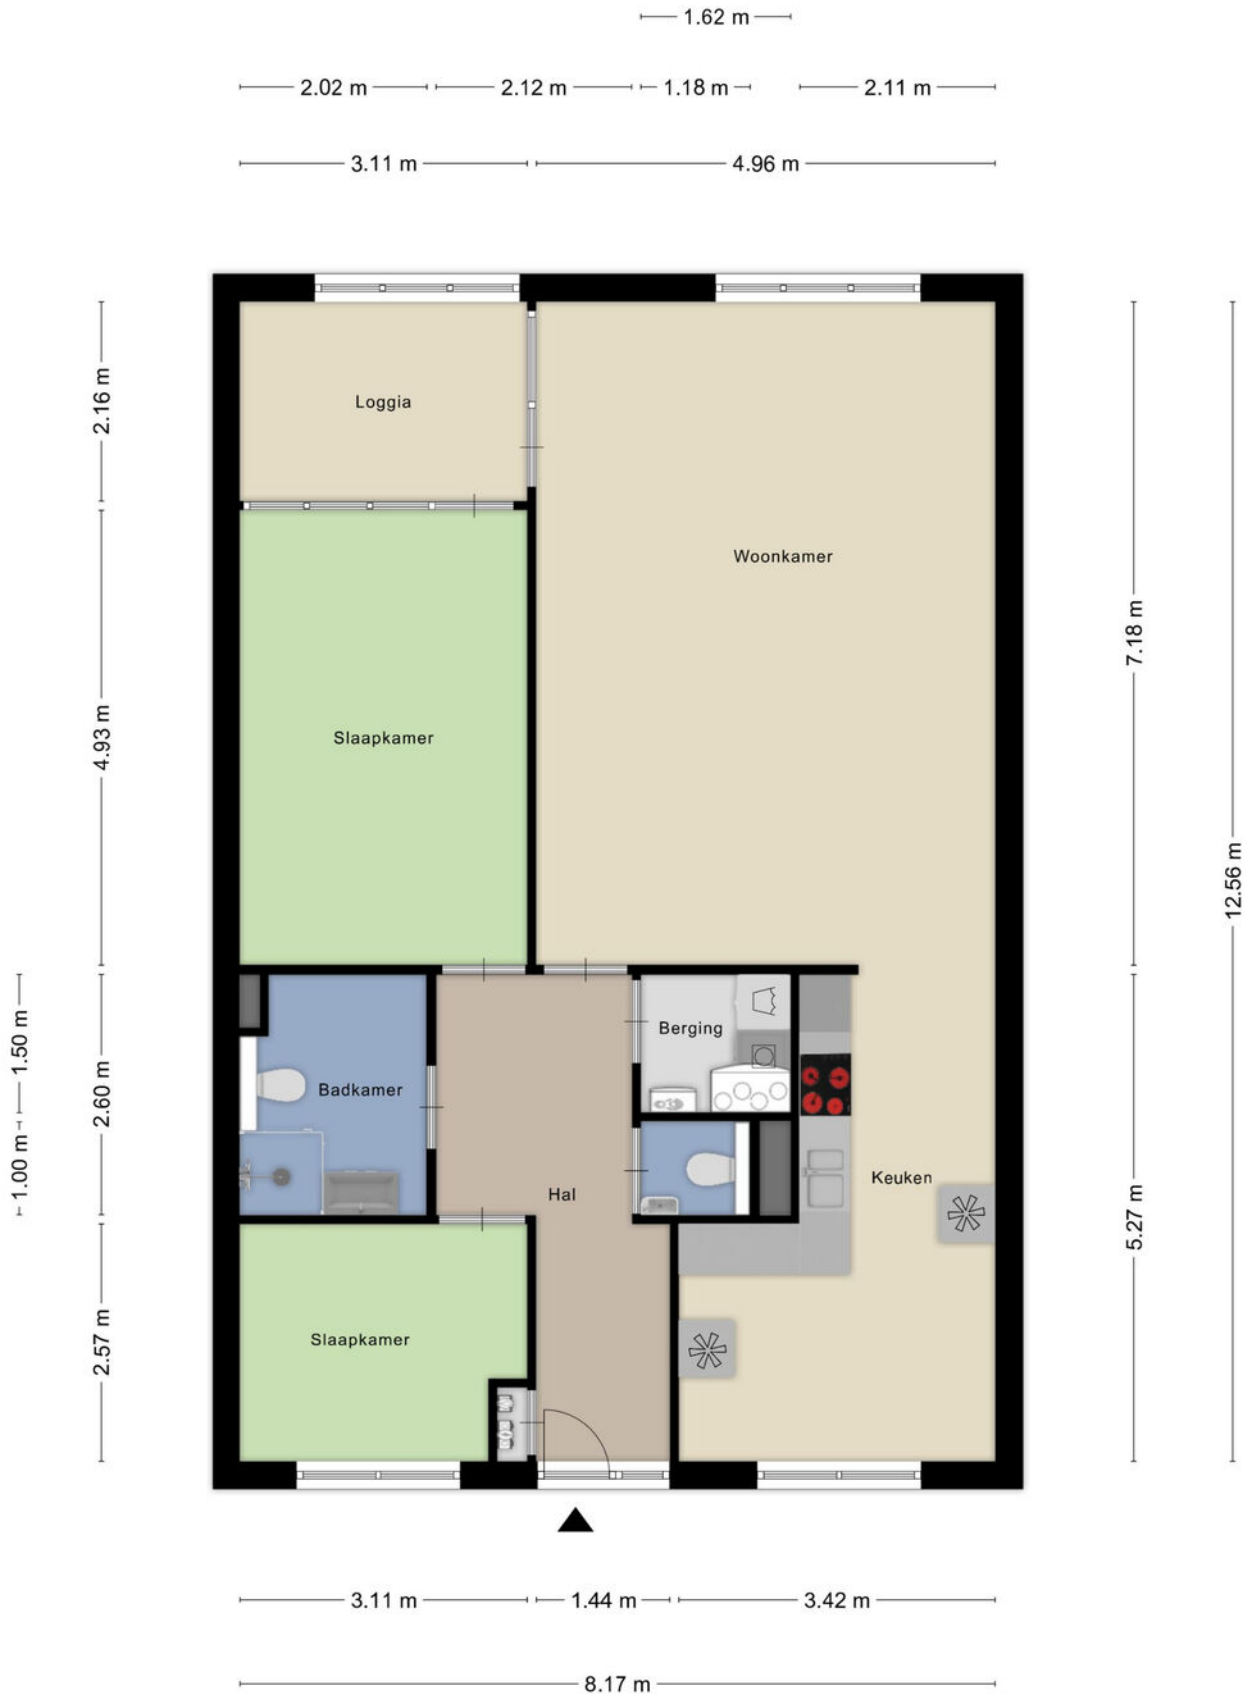 1.62 m
2.02 m
2.12 m
1.18 m
2.11 m
3.11 m
4.96 m
Loggia
2.16 m
Woonkamer
7.18 m
Slaapkamer
4.93 m
12.56 m
Berging
1.50 m
Badkamer
2.60 m
1.00 m
Hal
Keuken
5.27 m
Slaapkamer
2.57 m
3.11 m
1.44 m
3.42 m
8.17 m